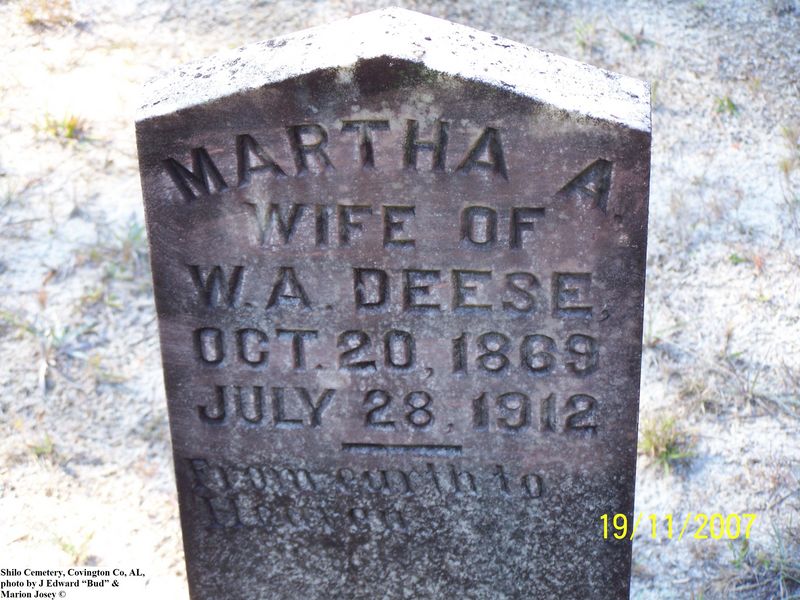 MARTHA A.
WIFE OF
W. A. DEESE,
OCT. 20, 1869
JULY 28, 1912
From earth to
Heaven
19/11/2007
Shilo Cemetery, Covington Co, AL,
photo by J Edward “Bud” &
Marion Josey ©